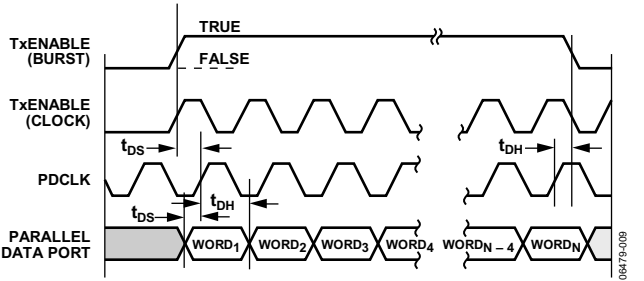 TxENABLE
(BURST)
TRUE
FALSE
TxENABLE
(CLOCK)
tDS
tDH
PDCLK
tDH
tDS
PARALLEL
DATA PORT
WORD1 WORD2 WORD3 WORD4 WORDN – 4 WORDN
06479-009